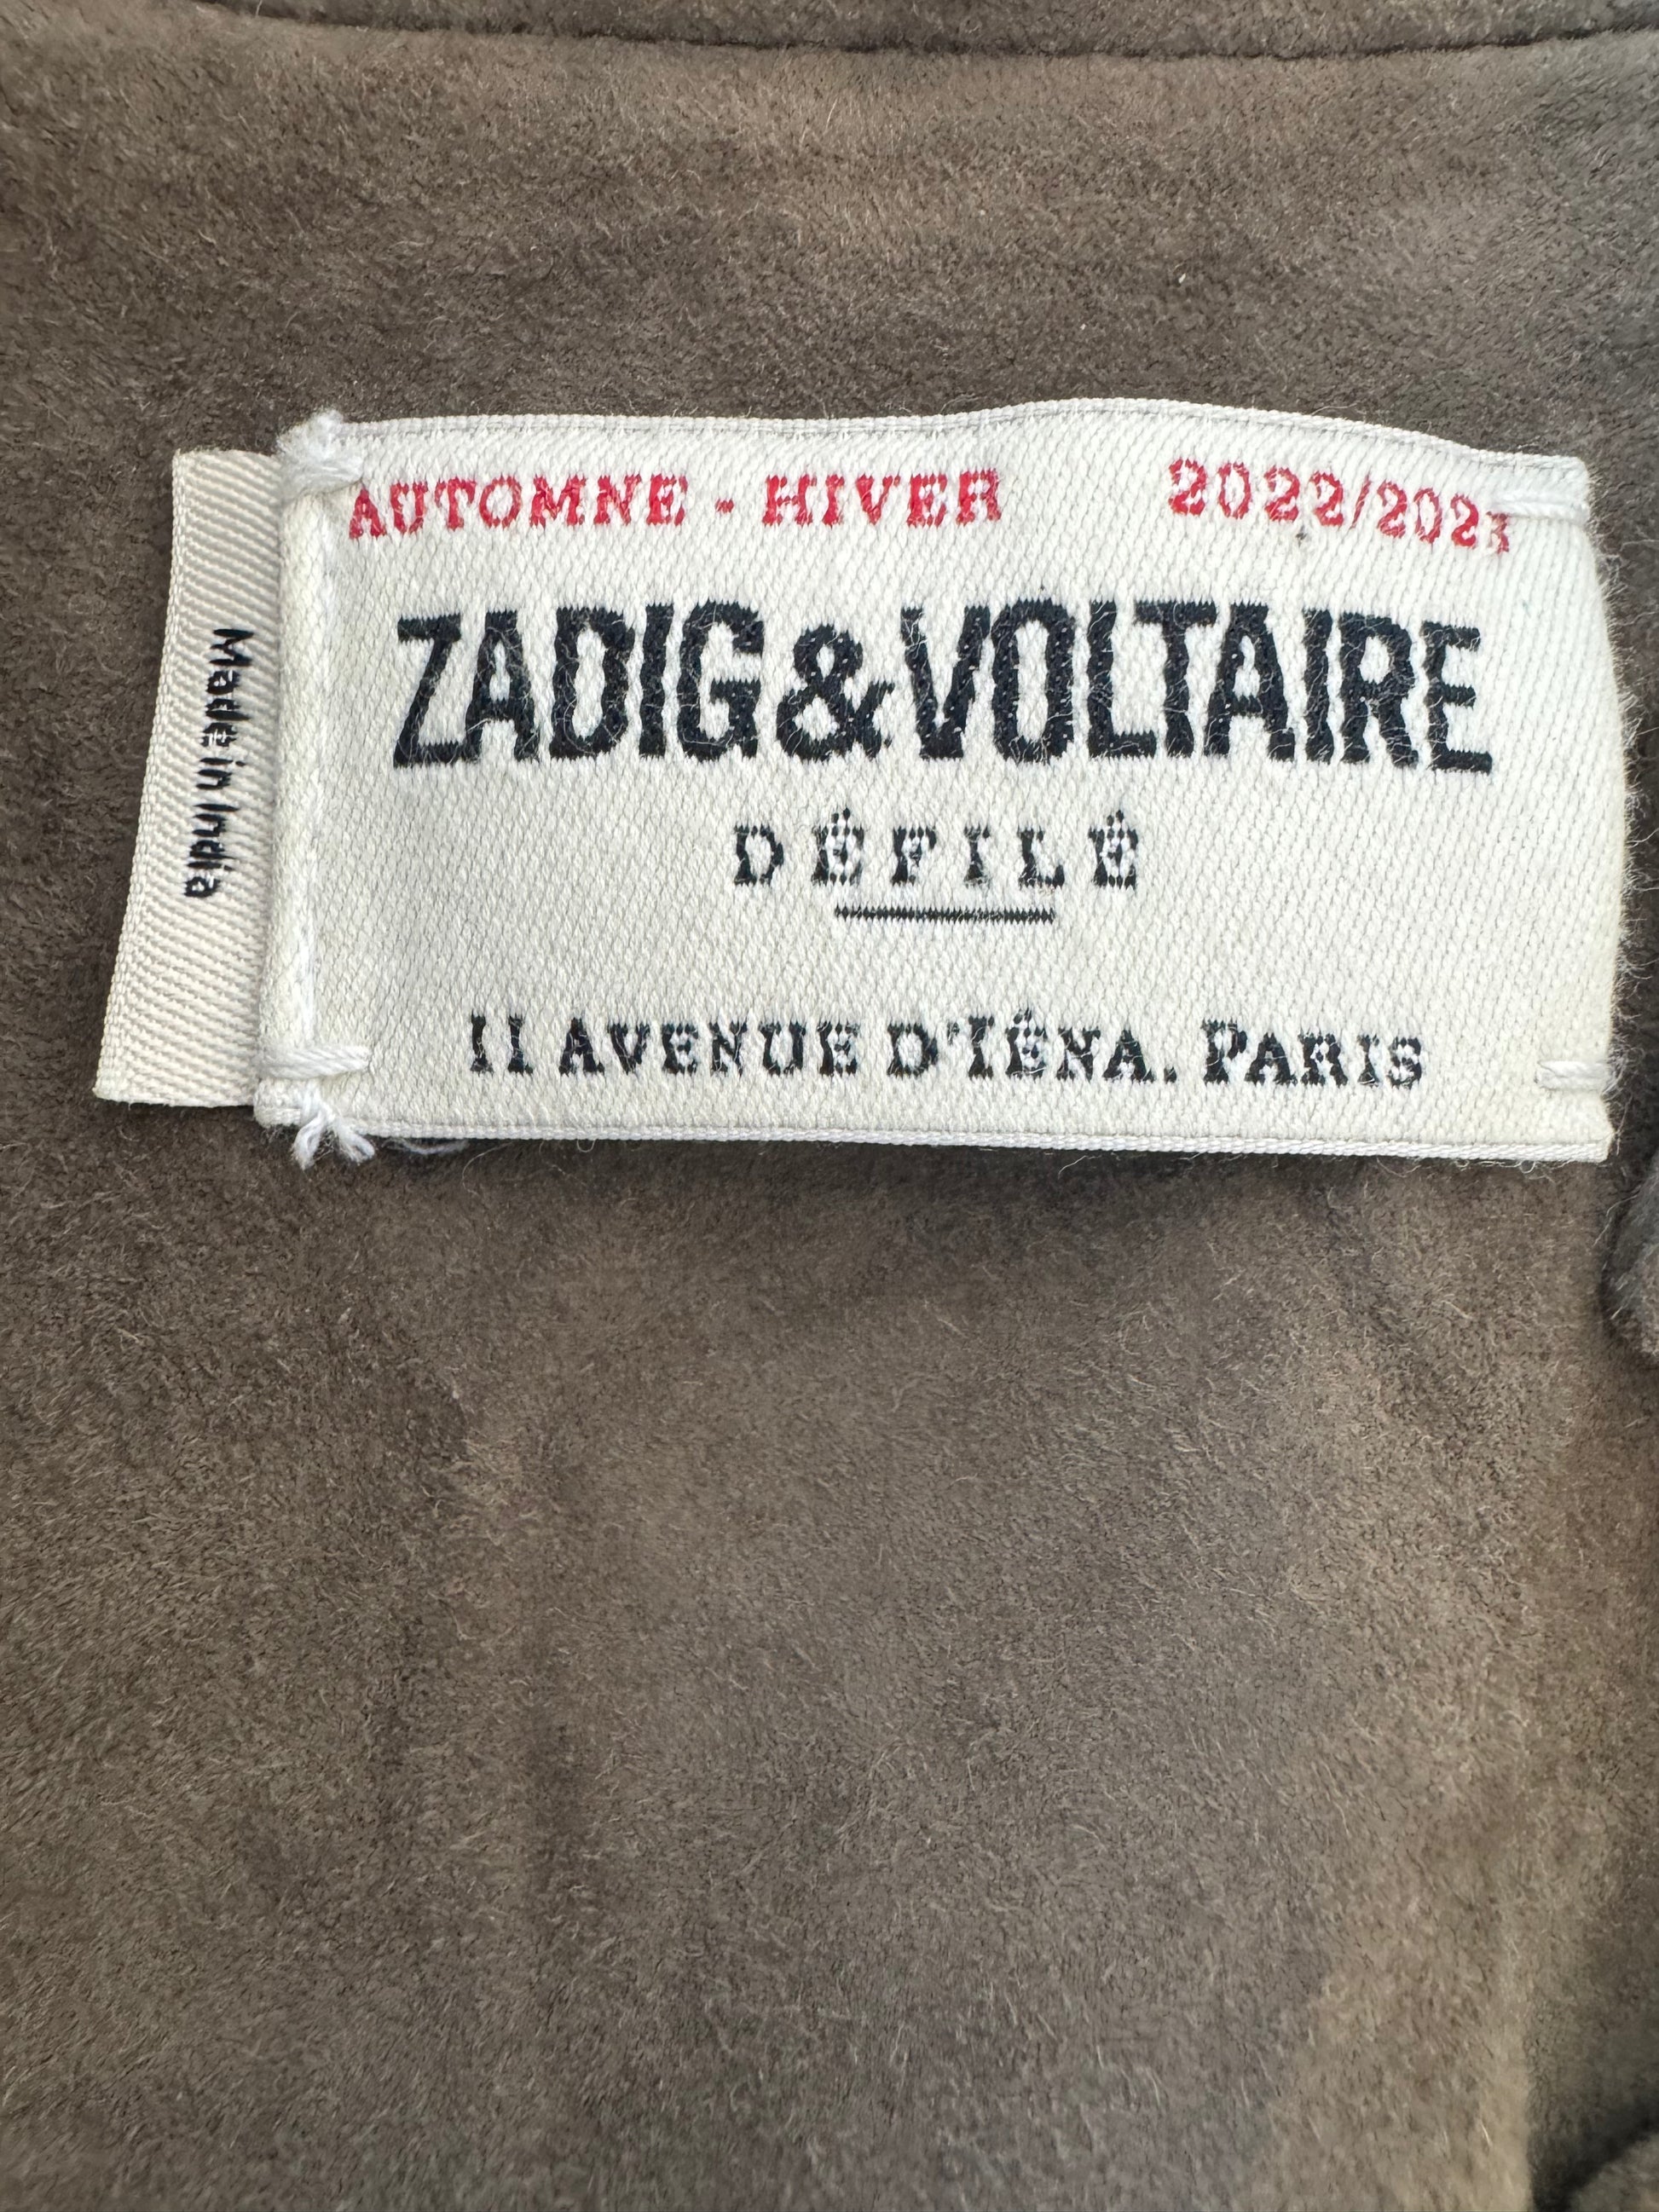 AUTOMNE - HIVER 2022/2023
ZADIG&VOLTAIRE
DÉFILÉ
11 AVENUE D'IÉNA. PARIS
Made in India